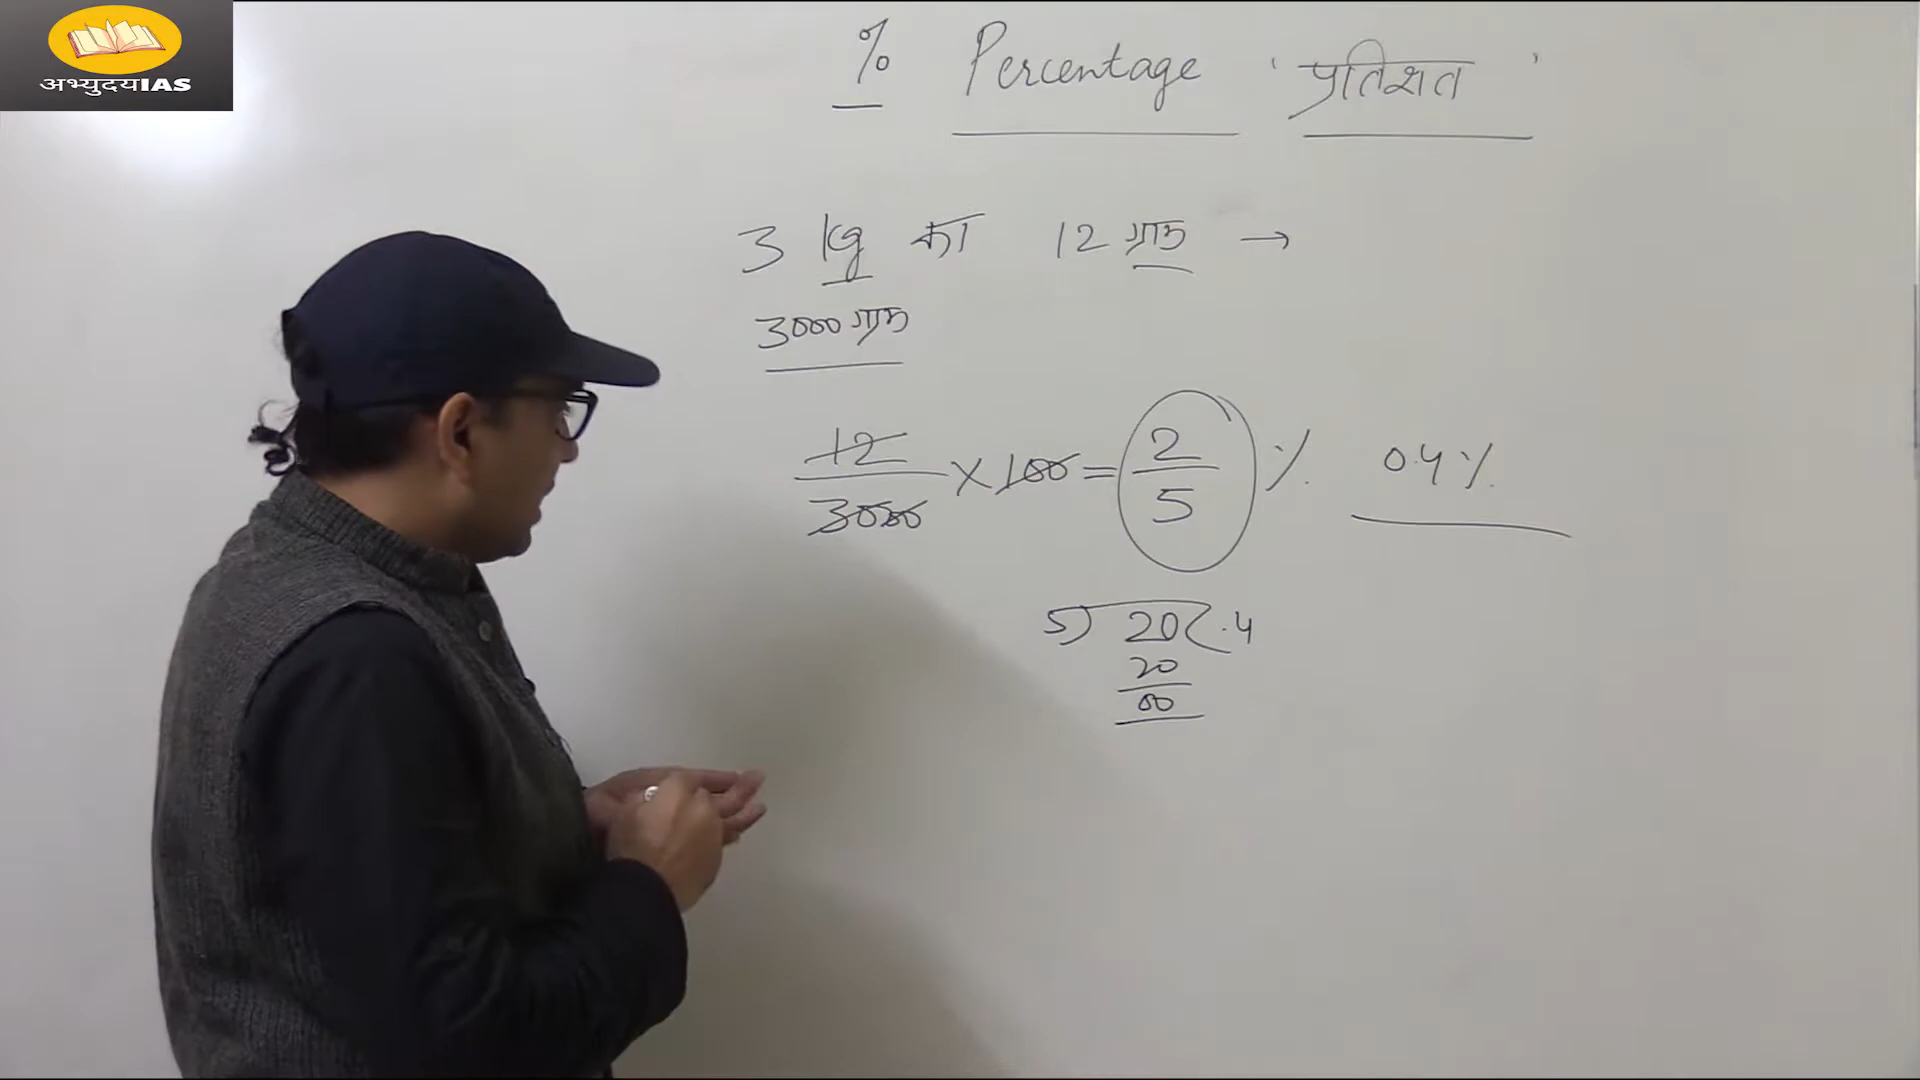 अभ्युदयIAS
% Percentage ' प्रतिशत '
3 kg का 12 ग्राम →
3000 ग्राम
12/3000 × 100 = 2/5 % 0.4 %
5) 20 ( .4
20
00